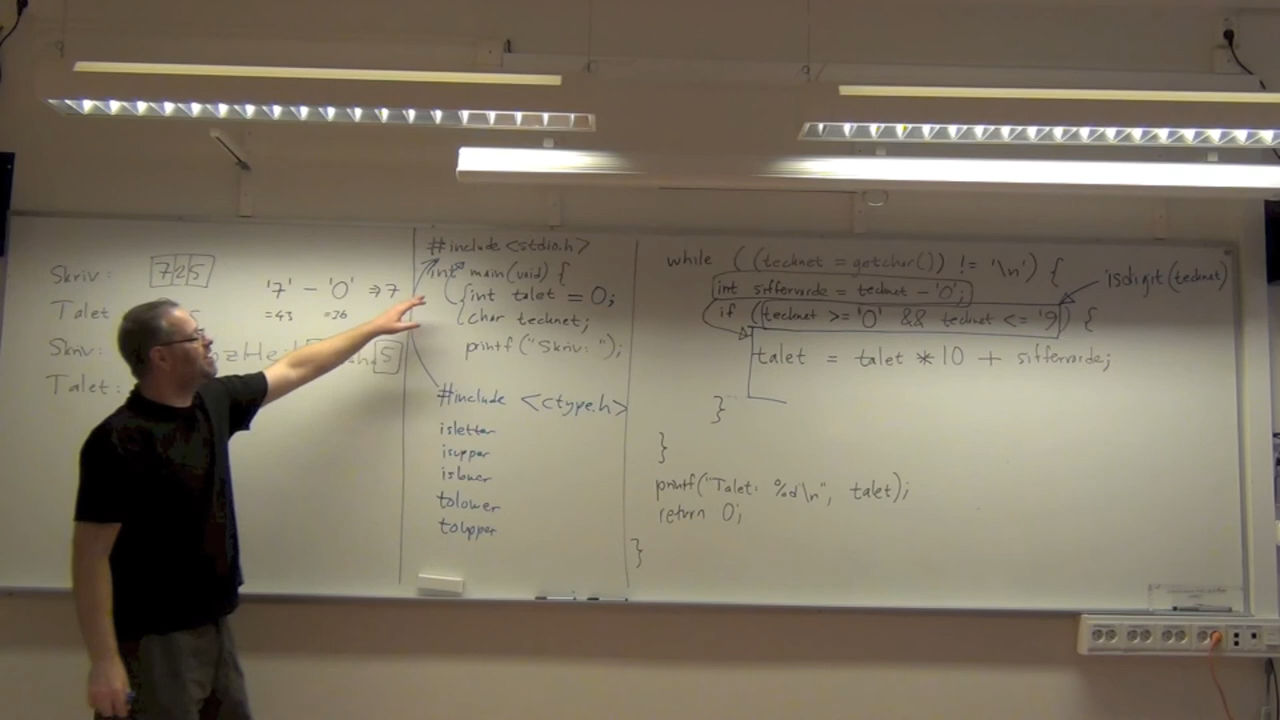 Skriv: 725
Talet
'7' - '0' => 7
=43 =36
Skriv: 5
Talet:
#include <stdio.h>
int main(void) {
int talet = 0;
char tecknet;
printf("Skriv: ");
#include <ctype.h>
isletter
isupper
islower
tolower
toupper
while ((tecknet = getchar()) != '\n') {
int siffervarde = tecknet - '0';
if (tecknet >= '0' && tecknet <= '9) {
isdigit(tecknet)
talet = talet * 10 + siffervarde;
}
}
printf("Talet: %d\n", talet);
return 0;
}